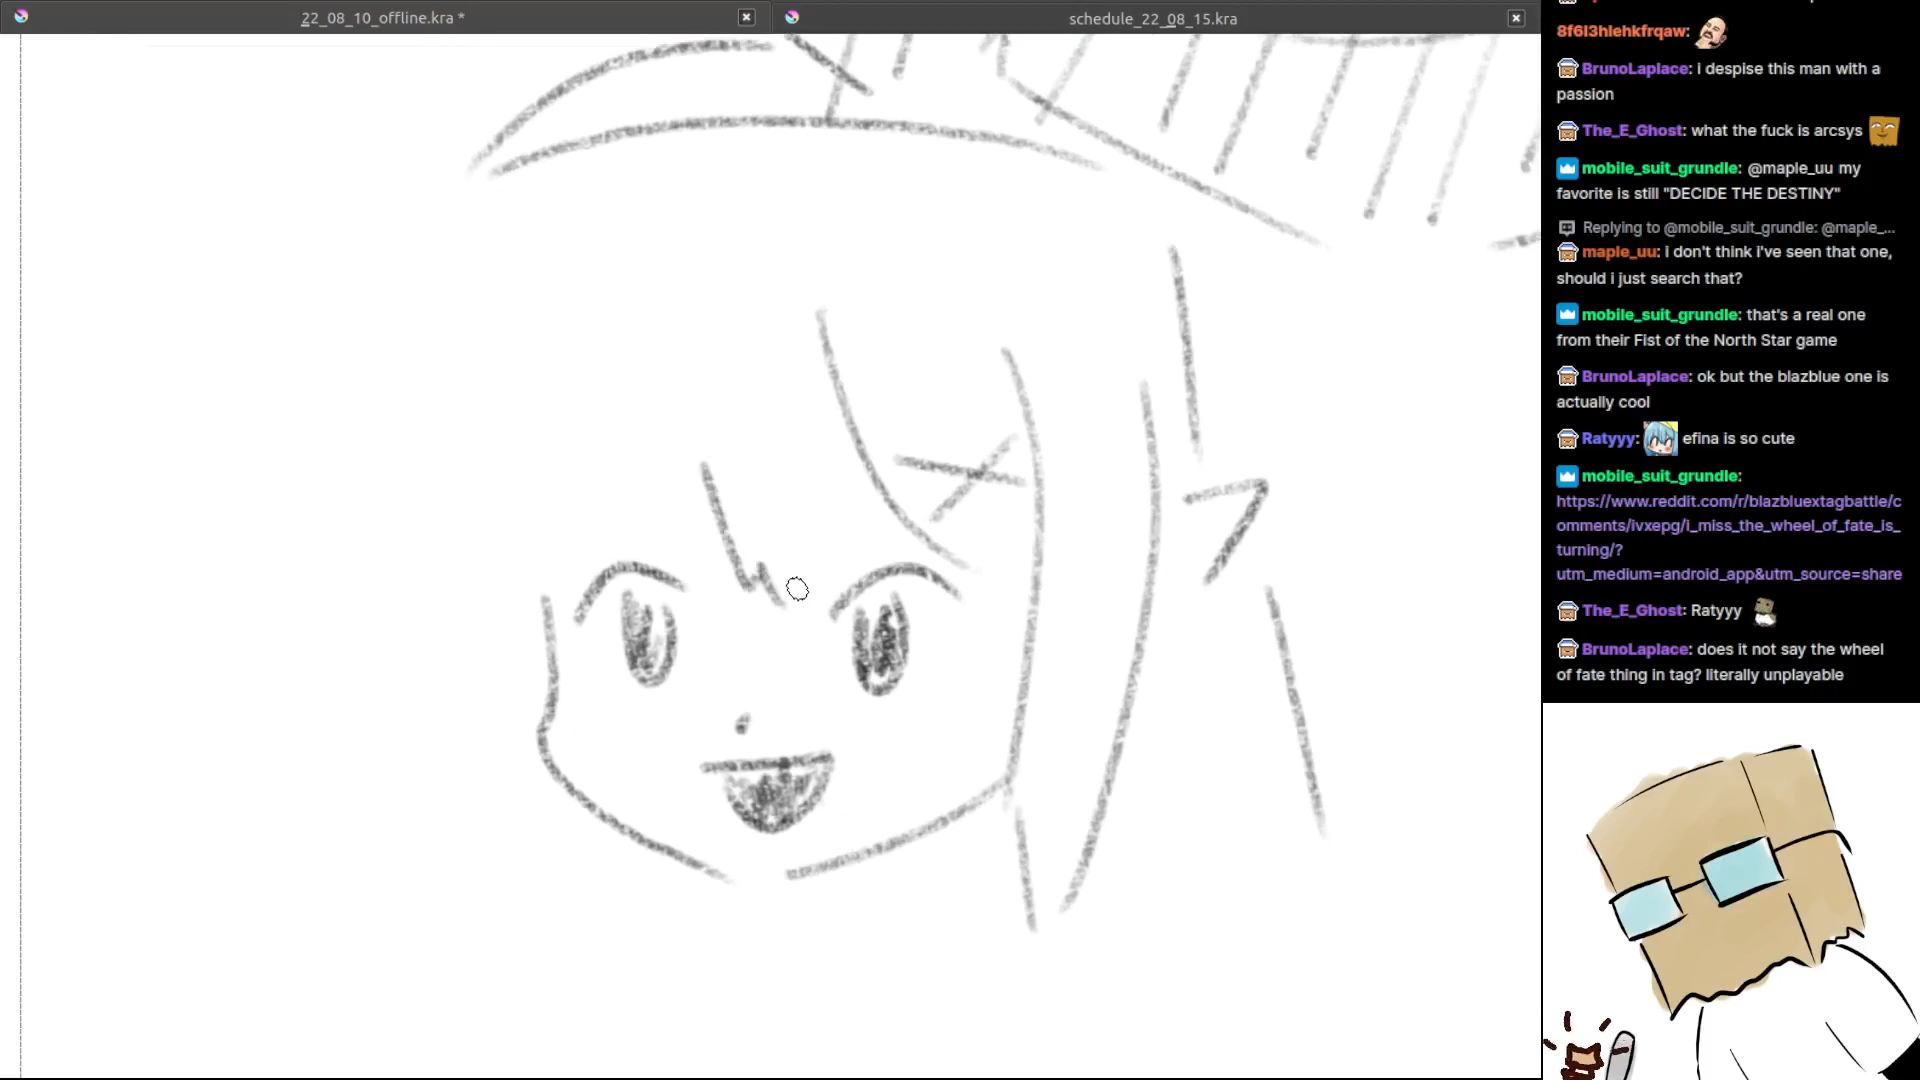 22_08_10_offline.kra *
schedule_22_08_15.kra
8f6l3hlehkfrqaw:
BrunoLaplace: i despise this man with a
passion
The_E_Ghost: what the fuck is arcsys
mobile_suit_grundle: @maple_uu my
favorite is still "DECIDE THE DESTINY"
Replying to @mobile_suit_grundle: @maple_...
maple_uu: i don't think i've seen that one,
should i just search that?
mobile_suit_grundle: that's a real one
from their Fist of the North Star game
BrunoLaplace: ok but the blazblue one is
actually cool
Ratyyy: efina is so cute
mobile_suit_grundle:
https://www.reddit.com/r/blazbluextagbattle/c
omments/ivxepg/i_miss_the_wheel_of_fate_is_
turning/?
utm_medium=android_app&utm_source=share
The_E_Ghost: Ratyyy
BrunoLaplace: does it not say the wheel
of fate thing in tag? literally unplayable